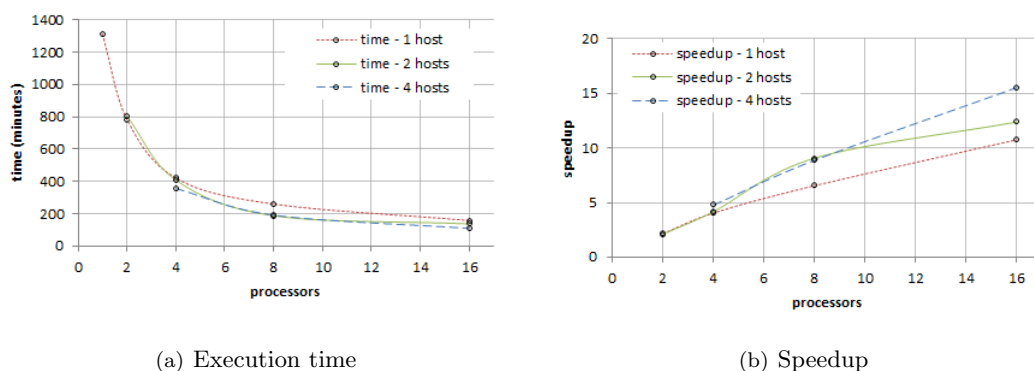 1400
1200
1000
800
600
400
200
0
time (minutes)
time - 1 host
time - 2 hosts
time - 4 hosts
0 2 4 6 8 10 12 14 16
processors
(a) Execution time
20
15
10
5
0
speedup
speedup - 1 host
speedup - 2 hosts
speedup - 4 hosts
0 2 4 6 8 10 12 14 16
processors
(b) Speedup